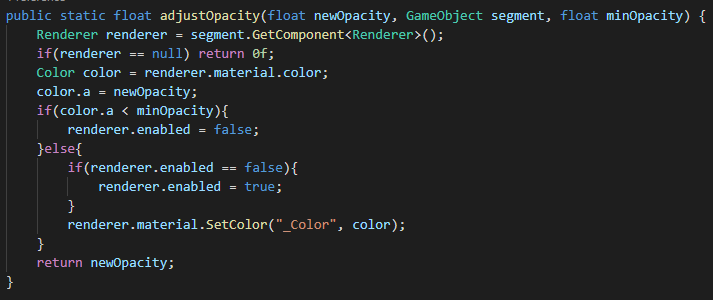 public static float adjustOpacity(float newOpacity, GameObject segment, float minOpacity) {
    Renderer renderer = segment.GetComponent<Renderer>();
    if(renderer == null) return 0f;
    Color color = renderer.material.color;
    color.a = newOpacity;
    if(color.a < minOpacity){
        renderer.enabled = false;
    }else{
        if(renderer.enabled == false){
            renderer.enabled = true;
        }
        renderer.material.SetColor("_Color", color);
    }
    return newOpacity;
}